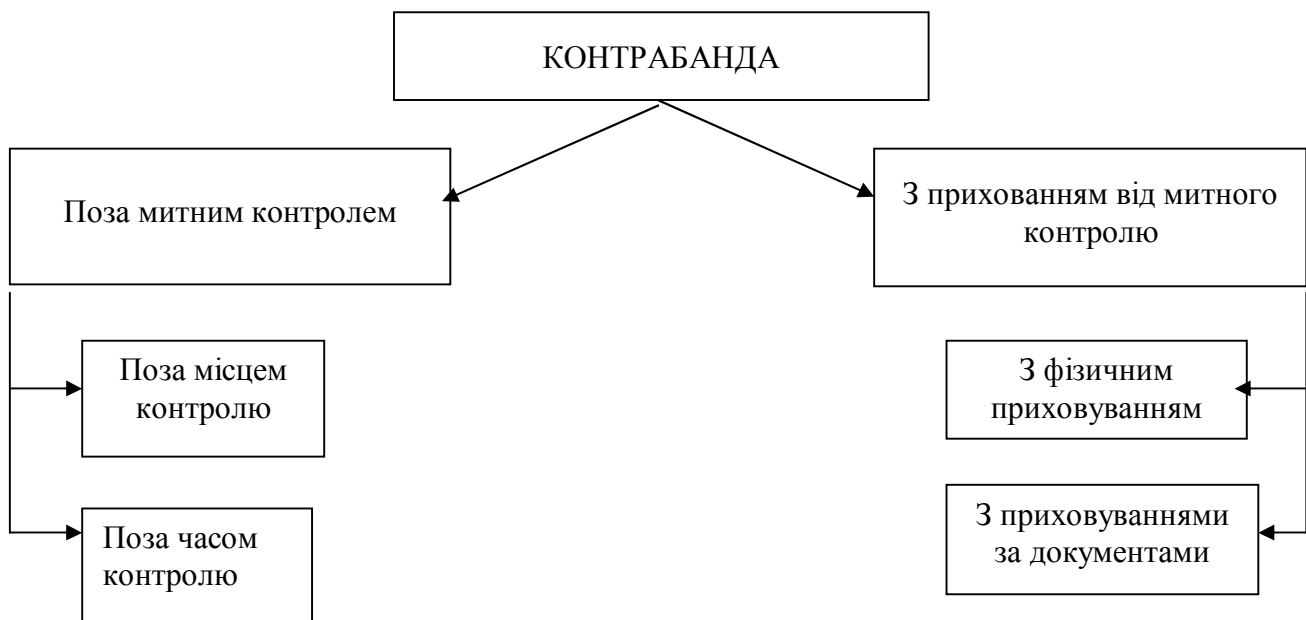 КОНТРАБАНДА
Поза митним контролем
З прихованням від митного
контролю
Поза місцем
контролю
З фізичним
приховуванням
Поза часом
контролю
З приховуваннями
за документами